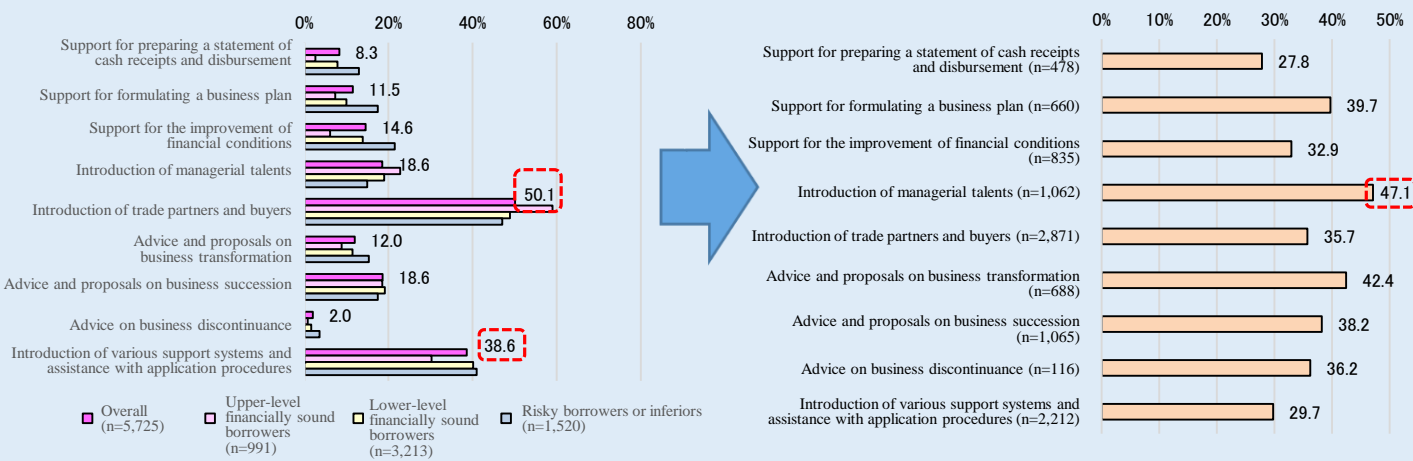 0%
20%
40%
60%
80%
Support for preparing a statement of
cash receipts and disbursement
8.3
Support for formulating a business plan
11.5
Support for the improvement of
financial conditions
14.6
Introduction of managerial talents
18.6
Introduction of trade partners and buyers
50.1
Advice and proposals on
business transformation
12.0
Advice and proposals on business succession
18.6
Advice on business discontinuance
2.0
Introduction of various support systems and
assistance with application procedures
38.6
Overall
(n=5,725)
Upper-level
financially sound
borrowers
(n=991)
Lower-level
financially sound
borrowers
(n=3,213)
Risky borrowers or inferiors
(n=1,520)
0%
10%
20%
30%
40%
50%
Support for preparing a statement of cash receipts
and disbursement (n=478)
27.8
Support for formulating a business plan (n=660)
39.7
Support for the improvement of financial conditions
(n=835)
32.9
Introduction of managerial talents (n=1,062)
47.1
Introduction of trade partners and buyers (n=2,871)
35.7
Advice and proposals on business transformation
(n=688)
42.4
Advice and proposals on business succession
(n=1,065)
38.2
Advice on business discontinuance (n=116)
36.2
Introduction of various support systems and
assistance with application procedures (n=2,212)
29.7